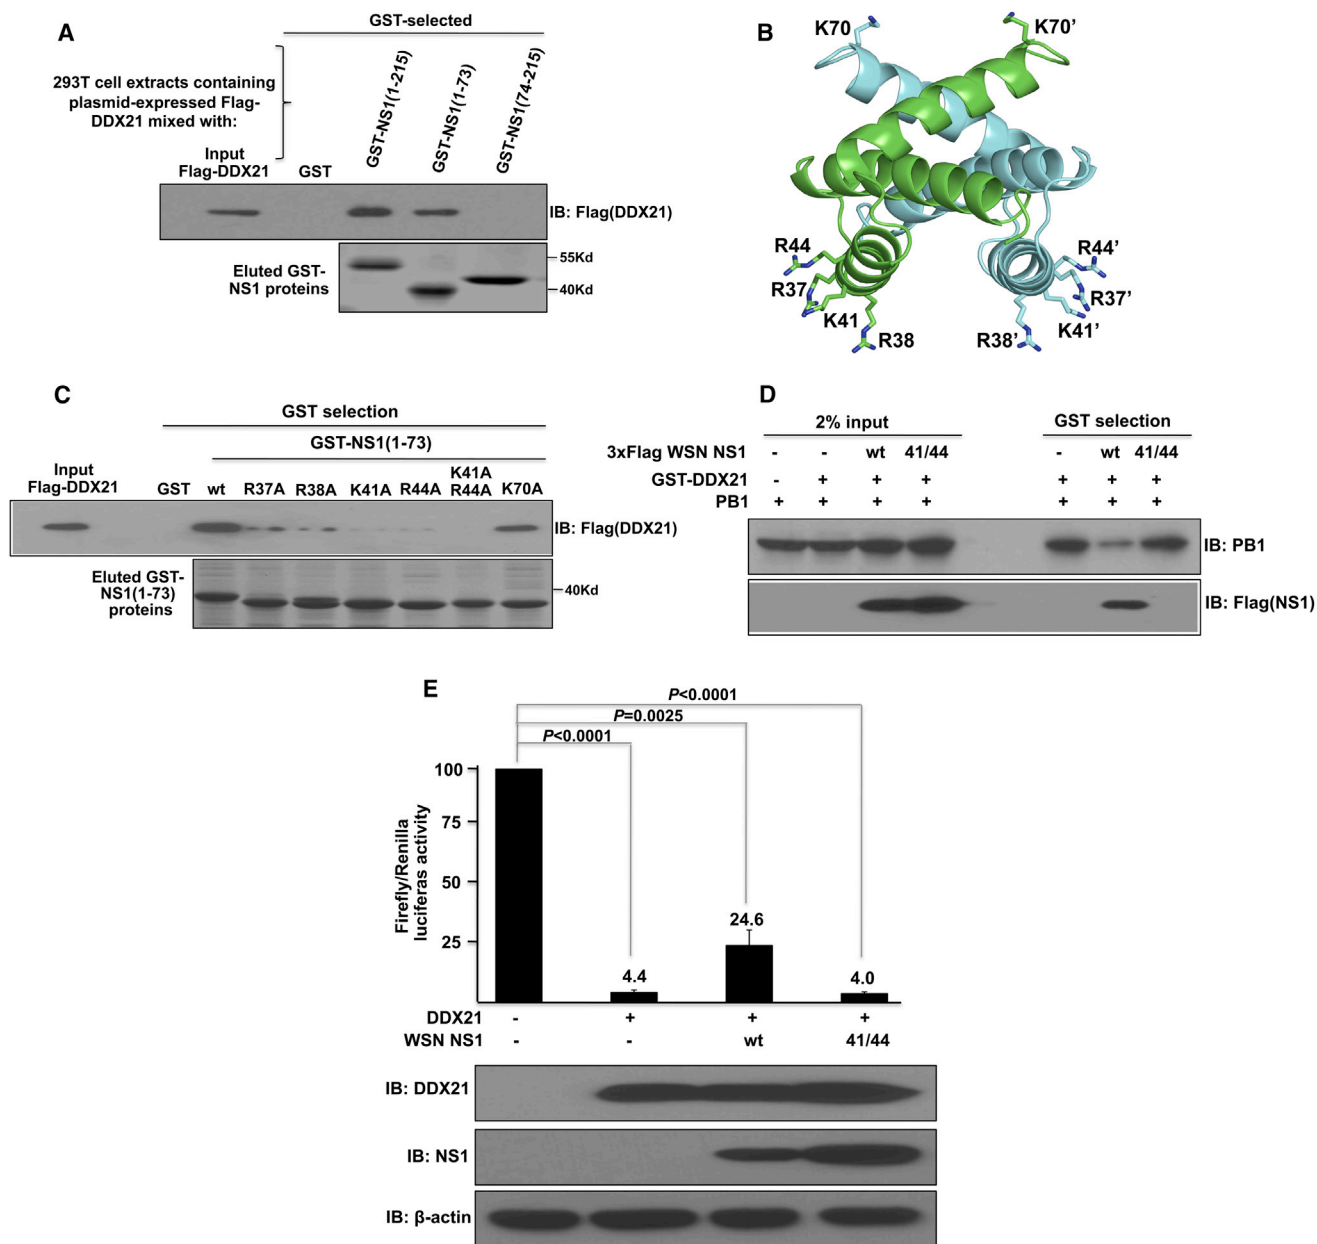 A
GST-selected
293T cell extracts containing
plasmid-expressed Flag-
DDX21 mixed with:
Input
Flag-DDX21
GST
GST-NS1(1-215)
GST-NS1(1-73)
GST-NS1(74-215)
IB: Flag(DDX21)
Eluted GST-
NS1 proteins
55Kd
40Kd
B
K70
K70’
R44
R37
K41
R38
R44’
R37’
K41’
R38’
C
GST selection
GST-NS1(1-73)
Input
Flag-DDX21
GST wt R37A R38A K41A R44A K41A R44A K70A
IB: Flag(DDX21)
Eluted GST-
NS1(1-73)
proteins
40Kd
D
2% input GST selection
3xFlag WSN NS1 - - wt 41/44 - wt 41/44
GST-DDX21 - + + + + + +
PB1 + + + + + + +
IB: PB1
IB: Flag(NS1)
E
P<0.0001
P=0.0025
P<0.0001
Firefly/Renilla
luciferas activity
100
75
50
25
4.4
24.6
4.0
DDX21 - + + +
WSN NS1 - - wt 41/44
IB: DDX21
IB: NS1
IB: β-actin